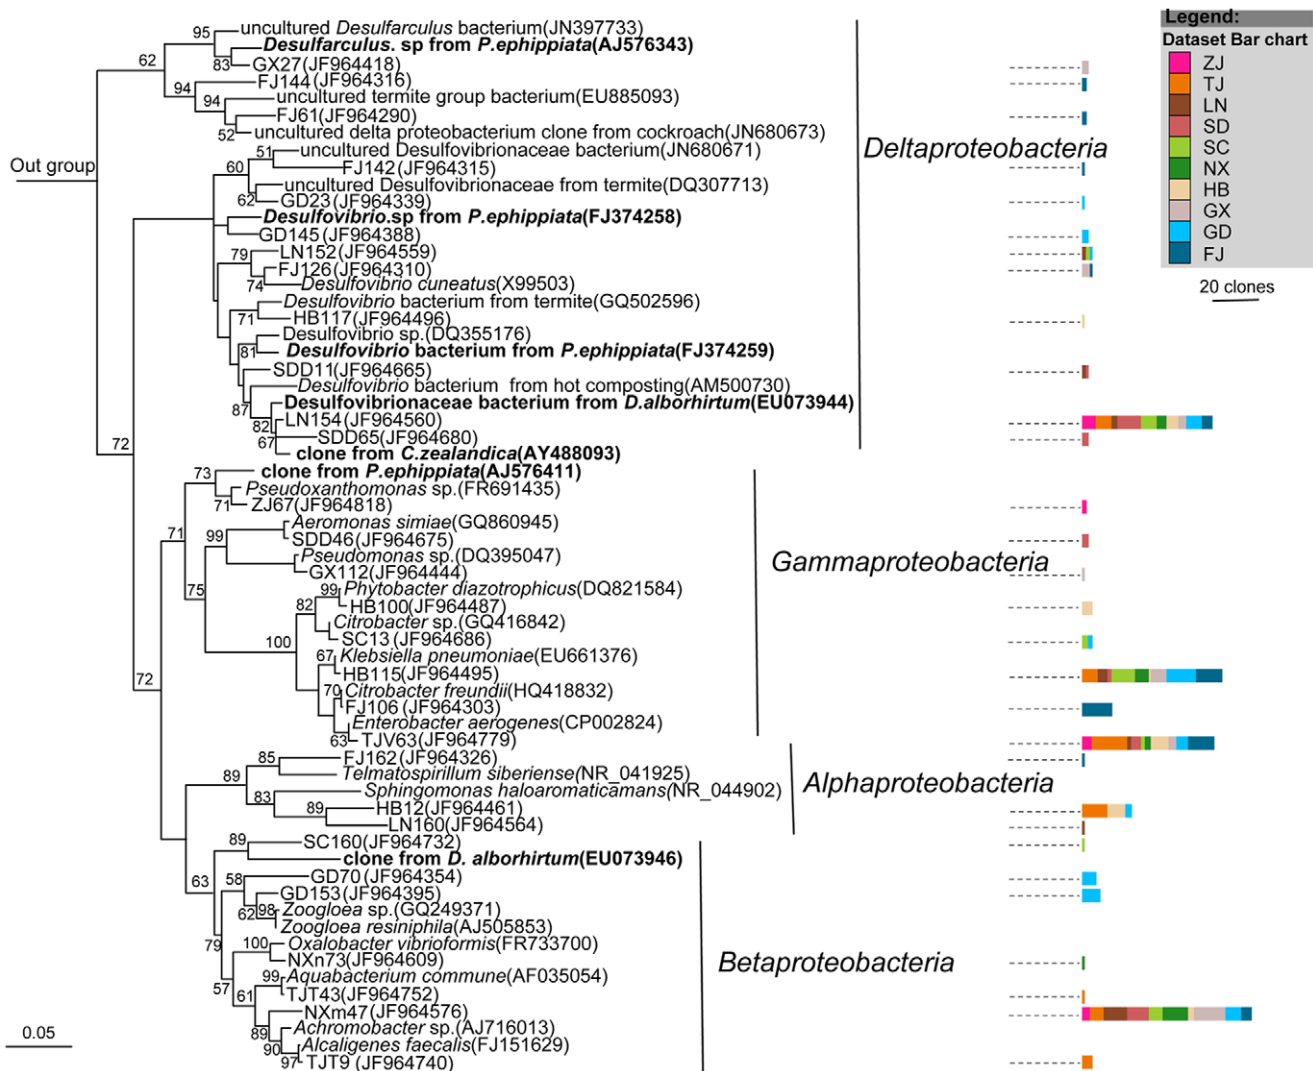 95
uncultured Desulfarculus bacterium(JN397733)
Desulfarculus. sp from P.ephippiata(AJ576343)
62
83
GX27(JF964418)
FJ144(JF964316)
94
94
uncultured termite group bacterium(EU885093)
FJ61(JF964290)
52
uncultured delta proteobacterium clone from cockroach(JN680673)
Deltaproteobacteria
Out group
51
uncultured Desulfovibrionaceae bacterium(JN680671)
60
FJ142(JF964315)
uncultured Desulfovibrionaceae from termite(DQ307713)
62
GD23(JF964339)
Desulfovibrio.sp from P.ephippiata(FJ374258)
GD145(JF964388)
79
LN152(JF964559)
FJ126(JF964310)
74
Desulfovibrio cuneatus(X99503)
Desulfovibrio bacterium from termite(GQ502596)
71
HB117(JF964496)
Desulfovibrio sp.(DQ355176)
81
Desulfovibrio bacterium from P.ephippiata(FJ374259)
SDD11(JF964665)
Desulfovibrio bacterium from hot composting(AM500730)
87
Desulfovibrionaceae bacterium from D.alborhirtum(EU073944)
82
LN154(JF964560)
67
SDD65(JF964680)
72
clone from C.zealandica(AY488093)
73
clone from P.ephippiata(AJ576411)
Pseudoxanthomonas sp.(FR691435)
71
ZJ67(JF964818)
71
99
Aeromonas simiae(GQ860945)
SDD46(JF964675)
Pseudomonas sp.(DQ395047)
Gammaproteobacteria
GX112(JF964444)
75
99
Phytobacter diazotrophicus(DQ821584)
82
HB100(JF964487)
Citrobacter sp.(GQ416842)
100
SC13(JF964686)
67
Klebsiella pneumoniae(EU661376)
HB115(JF964495)
72
70
Citrobacter freundii(HQ418832)
FJ106(JF964303)
Enterobacter aerogenes(CP002824)
63
TJV63(JF964779)
85
FJ162(JF964326)
89
Telmatospirillum siberiense(NR_041925)
Alphaproteobacteria
83
Sphingomonas haloaromaticamans(NR_044902)
89
HB12(JF964461)
LN160(JF964564)
89
SC160(JF964732)
clone from D. alborhirtum(EU073946)
63
58
GD70(JF964354)
GD153(JF964395)
62
98
Zoogloea sp.(GQ249371)
Zoogloea resiniphila(AJ505853)
79
100
Oxalobacter vibrioformis(FR733700)
NXn73(JF964609)
Betaproteobacteria
57
99
Aquabacterium commune(AF035054)
61
TJT43(JF964752)
NXm47(JF964576)
89
Achromobacter sp.(AJ716013)
90
Alcaligenes faecalis(FJ151629)
97
TJT9 (JF964740)
0.05
Legend:
Dataset Bar chart
ZJ
TJ
LN
SD
SC
NX
HB
GX
GD
FJ
20 clones